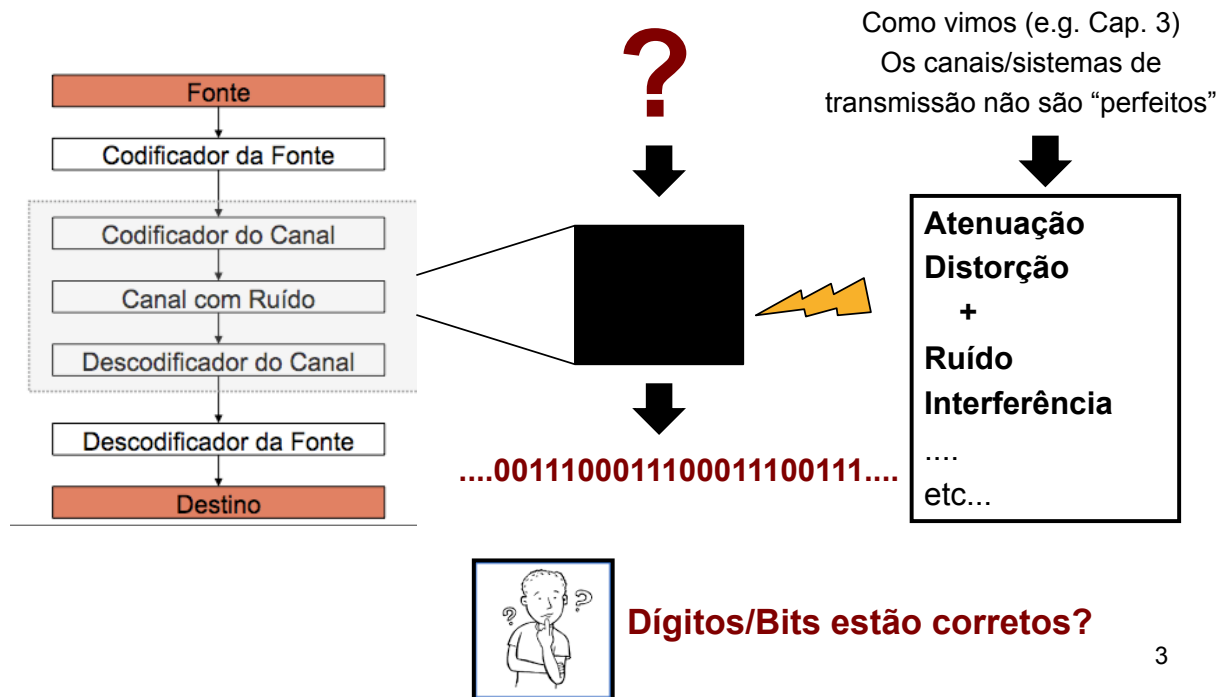 Fonte
Codificador da Fonte
Codificador do Canal
Canal com Ruído
Descodificador do Canal
Descodificador da Fonte
Destino
?
....0011100011100011100111....
Como vimos (e.g. Cap. 3)
Os canais/sistemas de
transmissão não são “perfeitos”
Atenuação
Distorção
+
Ruído
Interferência
....
etc...
? ?
Dígitos/Bits estão corretos?
3